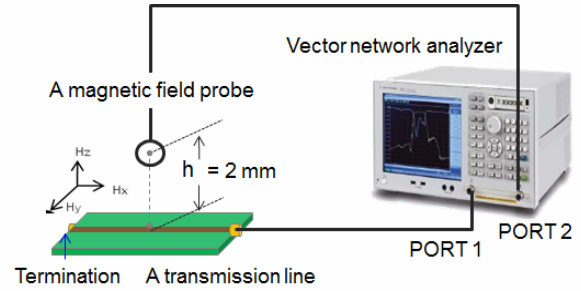 Vector network analyzer
A magnetic field probe
Hz
Hx
Hy
h = 2 mm
PORT 1
PORT 2
Termination
A transmission line